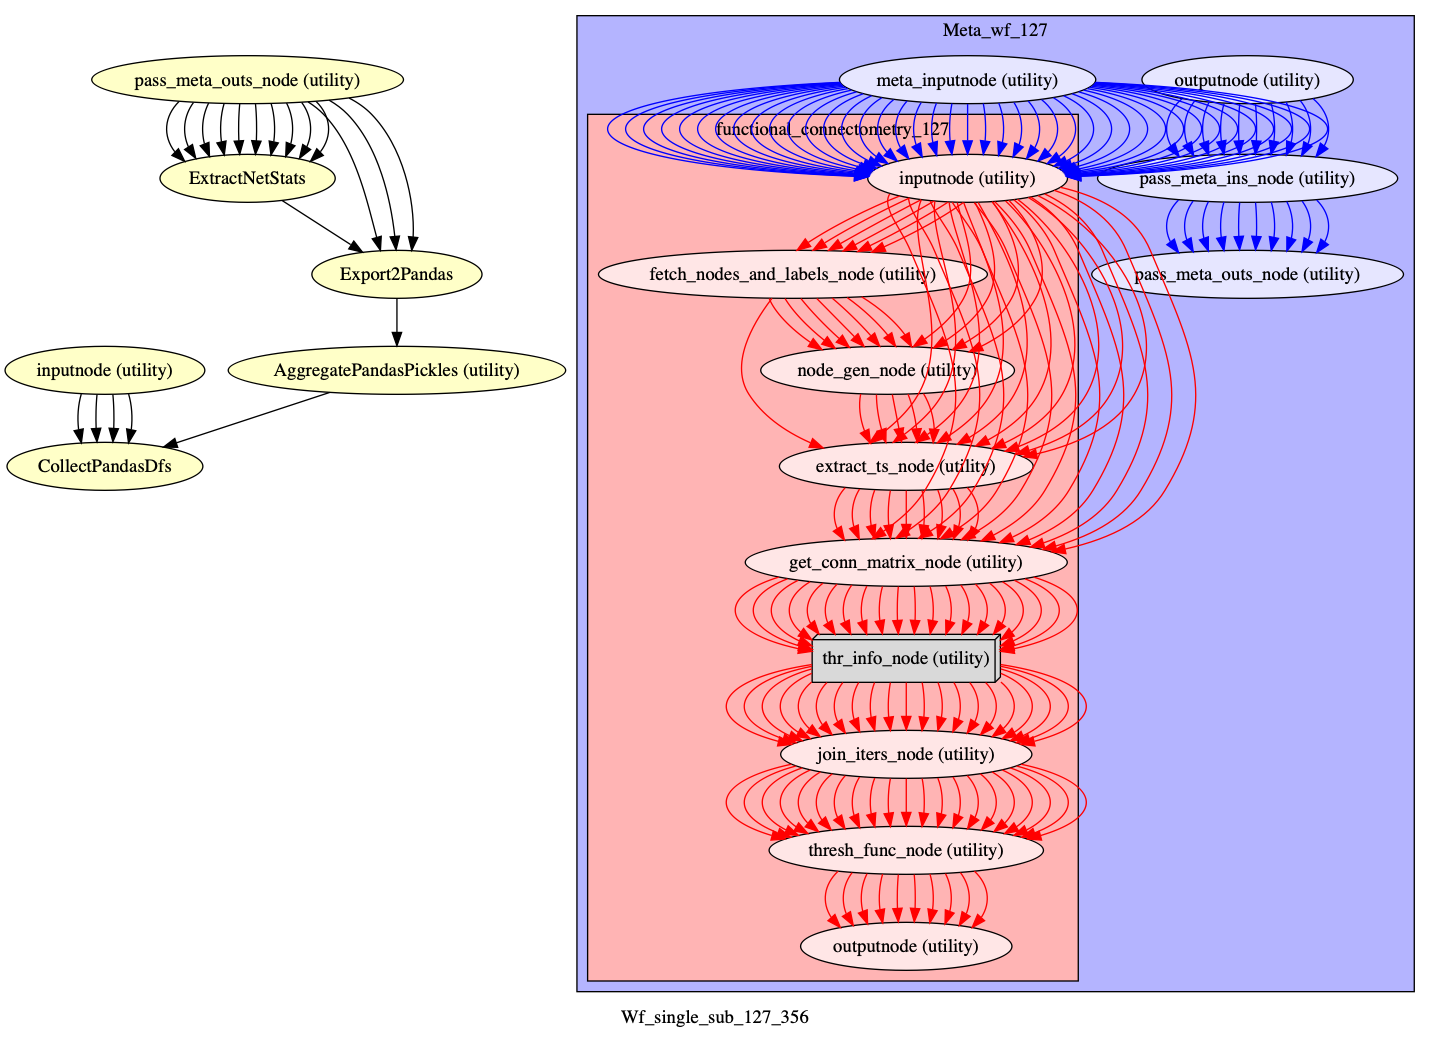 Meta_wf_127
pass_meta_outs_node (utility)
meta_inputnode (utility)
outputnode (utility)
functional_connectometry_127
ExtractNetStats
inputnode (utility)
pass_meta_ins_node (utility)
Export2Pandas
fetch_nodes_and_labels_node (utility)
pass_meta_outs_node (utility)
inputnode (utility)
AggregatePandasPickles (utility)
node_gen_node (utility)
CollectPandasDfs
extract_ts_node (utility)
get_conn_matrix_node (utility)
thr_info_node (utility)
join_iters_node (utility)
thresh_func_node (utility)
outputnode (utility)
Wf_single_sub_127_356